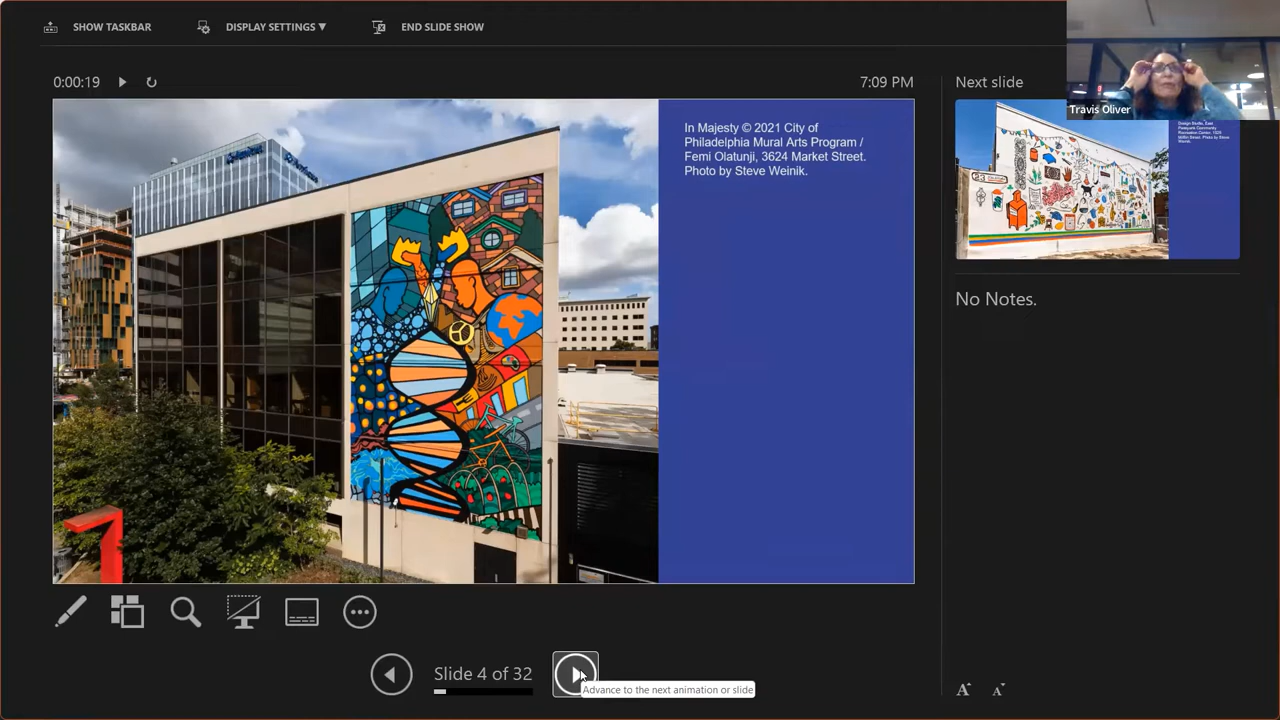 SHOW TASKBAR
DISPLAY SETTINGS ▼
END SLIDE SHOW
0:00:19
7:09 PM
Next slide
Travis Oliver
In Majesty © 2021 City of
Philadelphia Mural Arts Program /
Femi Olatunji, 3624 Market Street.
Photo by Steve Weinik.
No Notes.
Slide 4 of 32
Advance to the next animation or slide
A
A